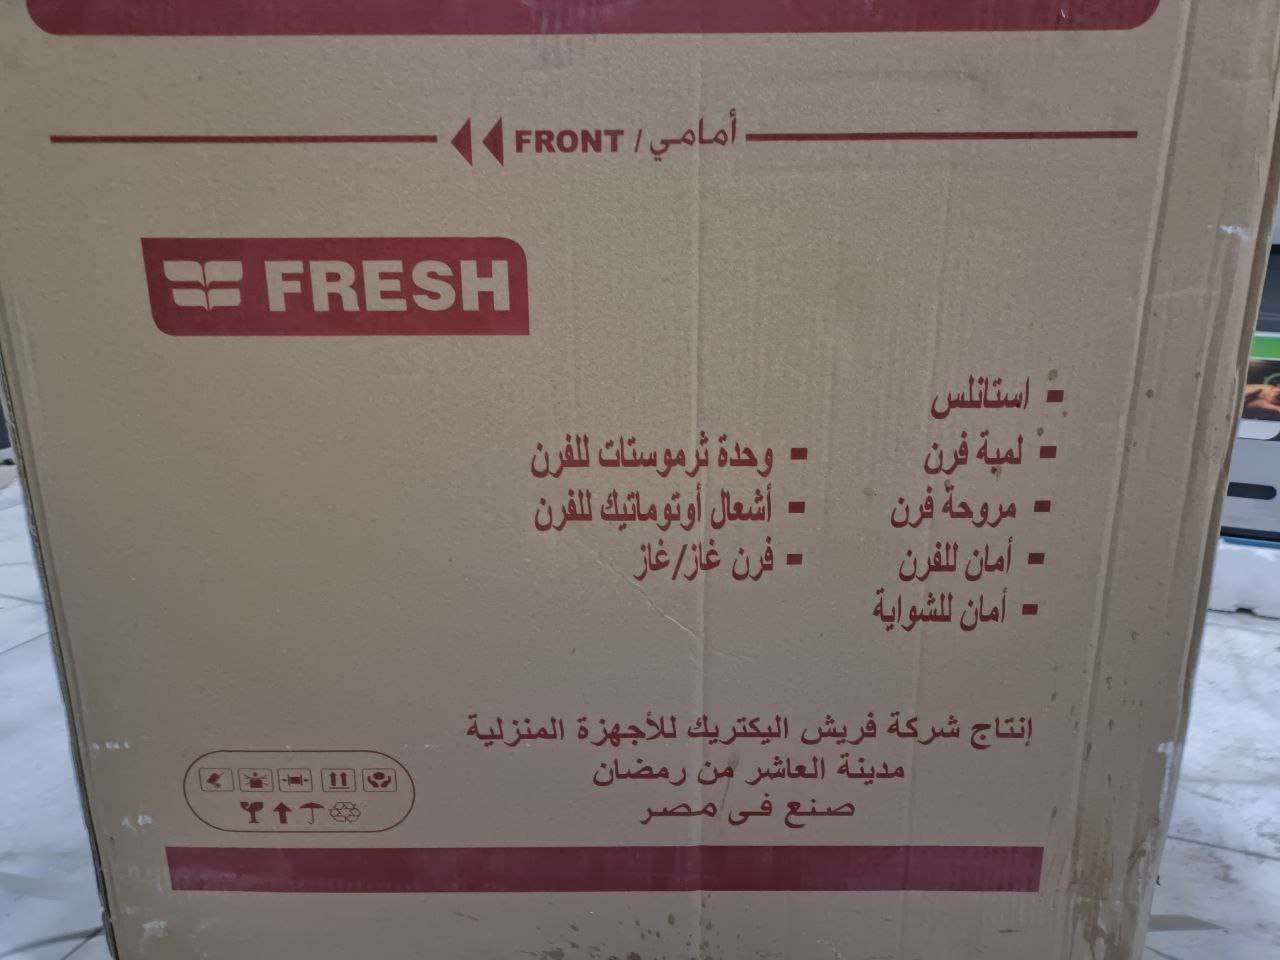 أمامي / FRONT
FRESH
استانلس
لمبة فرن
مروحة فرن
أمان للفرن
أمان للشواية
وحدة ثرموستات للفرن
أشعال أوتوماتيك للفرن
فرن غاز/غاز
إنتاج شركة فريش اليكتريك للأجهزة المنزلية
مدينة العاشر من رمضان
صنع فى مصر